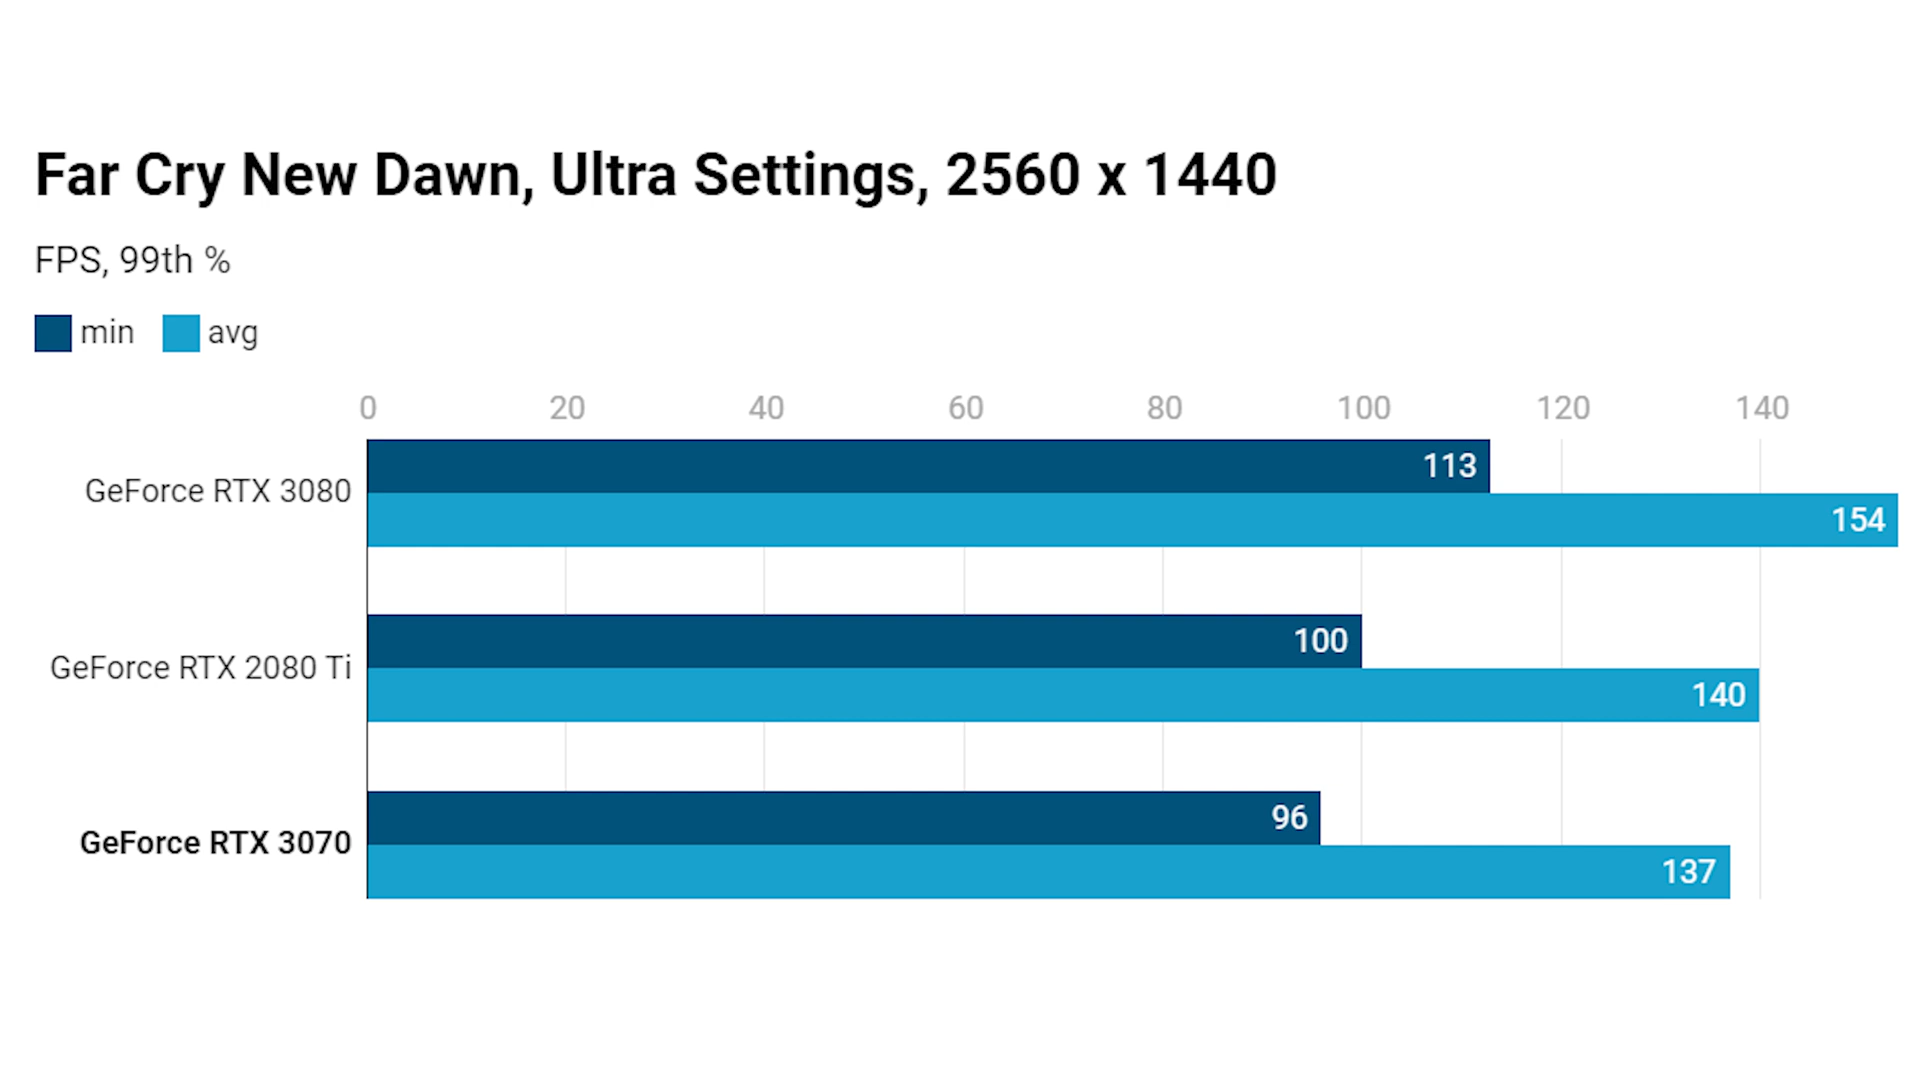 Far Cry New Dawn, Ultra Settings, 2560 x 1440
FPS, 99th %
min avg
0 20 40 60 80 100 120 140
GeForce RTX 3080 113
154
GeForce RTX 2080 Ti 100
140
GeForce RTX 3070 96
137